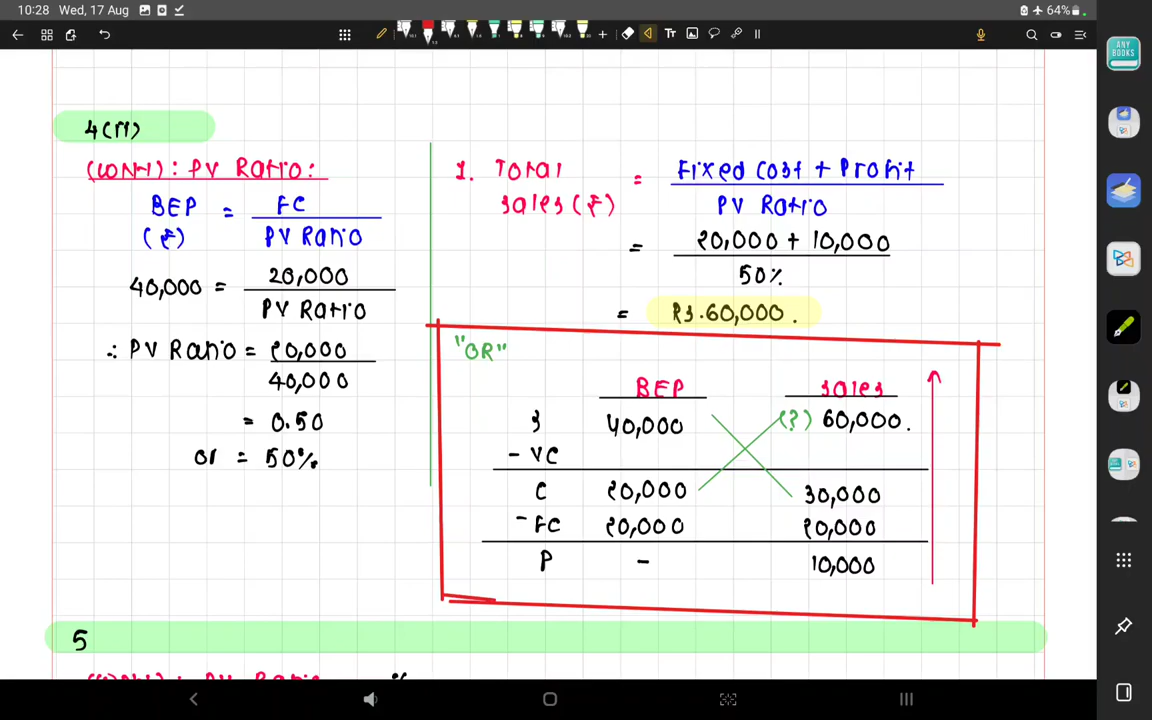 10:28 Wed, 17 Aug
64%
Tт
ANY BOOKS
4(M)
(CONT): PV Ratio:
BEP (₹) = FC / PV Ratio
40,000 = 20,000 / PV Ratio
∴ PV Ratio = 20,000 / 40,000
= 0.50
or = 50%
1. Total Sales (₹) = Fixed Cost + Profit / PV Ratio
= 20,000 + 10,000 / 50%
= Rs. 60,000.
"OR"
BEP Sales
S 40,000 (?) 60,000.
- VC
C 20,000 30,000
- FC 20,000 20,000
P - 10,000
5